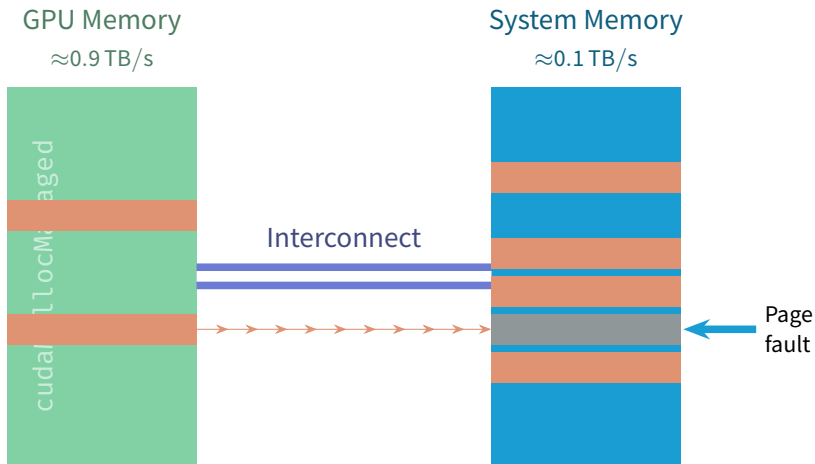 GPU Memory
≈0.9 TB/s
System Memory
≈0.1 TB/s
Interconnect
Page
fault